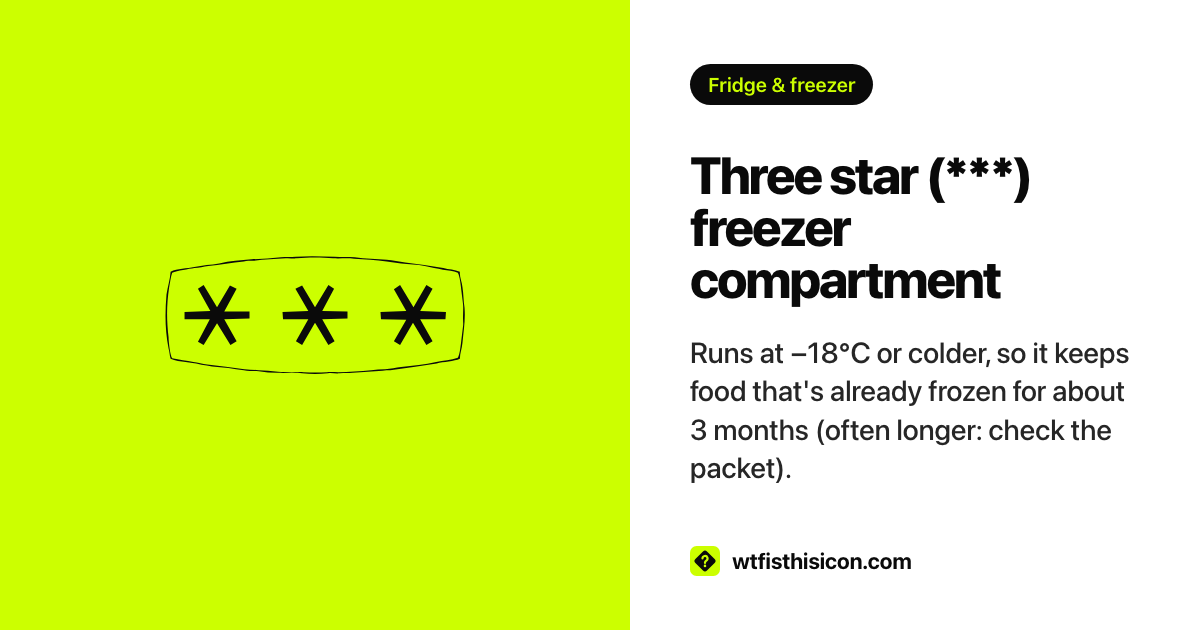 Fridge & freezer
Three star (***)
freezer
compartment
Runs at −18°C or colder, so it keeps
food that's already frozen for about
3 months (often longer: check the
packet).
wtfisthisicon.com